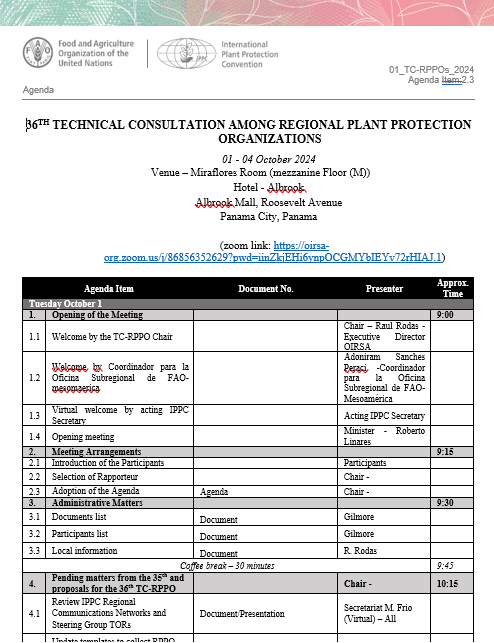 Food and Agriculture
Organization of the
United Nations
International
Plant Protection
Convention
01_TC-RPPOs_2024
Agenda Item:2.3
Agenda
36TH TECHNICAL CONSULTATION AMONG REGIONAL PLANT PROTECTION
ORGANIZATIONS
01 - 04 October 2024
Venue – Miraflores Room (mezzanine Floor (M))
Hotel - Albrook
Albrook Mall, Roosevelt Avenue
Panama City, Panama
(zoom link: https://oirsa-
org.zoom.us/j/86856352629?pwd=iinZkjEHi6ynpOCGMYbIEYv72rHIAJ.1)
Agenda Item Document No. Presenter Approx. Time
Tuesday October 1
1. Opening of the Meeting 9:00
1.1 Welcome by the TC-RPPO Chair
Chair – Raul Rodas -
Executive Director
OIRSA
1.2 Welcome by Coordinador para la
Oficina Subregional de FAO-
mesomaerica
Adoniram Sanches
Peraci, -Coordinador
para la Oficina
Subregional de FAO-
Mesoamérica
1.3 Virtual welcome by acting IPPC
Secretary
Acting IPPC Secretary
1.4 Opening meeting
Minister - Roberto
Linares
2. Meeting Arrangements 9:15
2.1 Introduction of the Participants Participants
2.2 Selection of Rapporteur Chair -
2.3 Adoption of the Agenda Agenda Chair -
3. Administrative Matters 9:30
3.1 Documents list Document Gilmore
3.2 Participants list Document Gilmore
3.3 Local information Document R. Rodas
Coffee break – 30 minutes 9:45
4. Pending matters from the 35th and
proposals for the 36th TC-RPPO
Chair - 10:15
4.1 Review IPPC Regional
Communications Networks and
Steering Group TORs
Document/Presentation
Secretariat M. Frio
(Virtual) – All
Update templates to collect RPPO